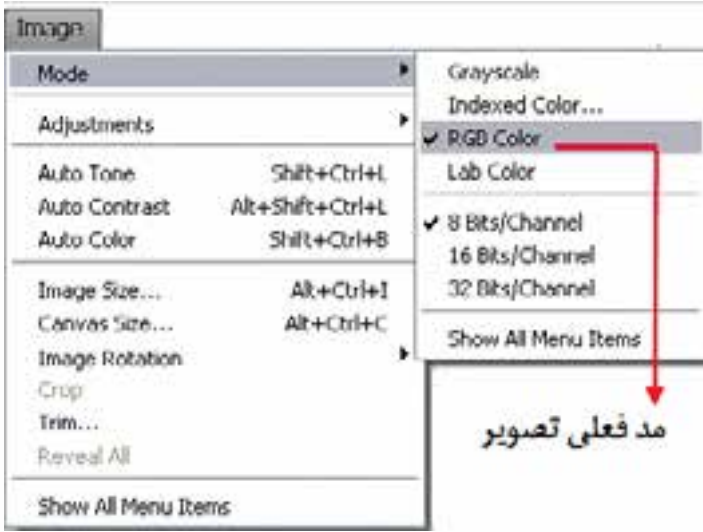 Image
Mode
Adjustments
Auto Tone Shift+Ctrl+L
Auto Contrast Alt+Shift+Ctrl+L
Auto Color Shift+Ctrl+B
Image Size... Alt+Ctrl+I
Canvas Size... Alt+Ctrl+C
Image Rotation
Crop
Trim...
Reveal All
Show All Menu Items
Grayscale
Indexed Color...
✔ RGB Color
Lab Color
✔ 8 Bits/Channel
16 Bits/Channel
32 Bits/Channel
Show All Menu Items
مد فعلی تصویر